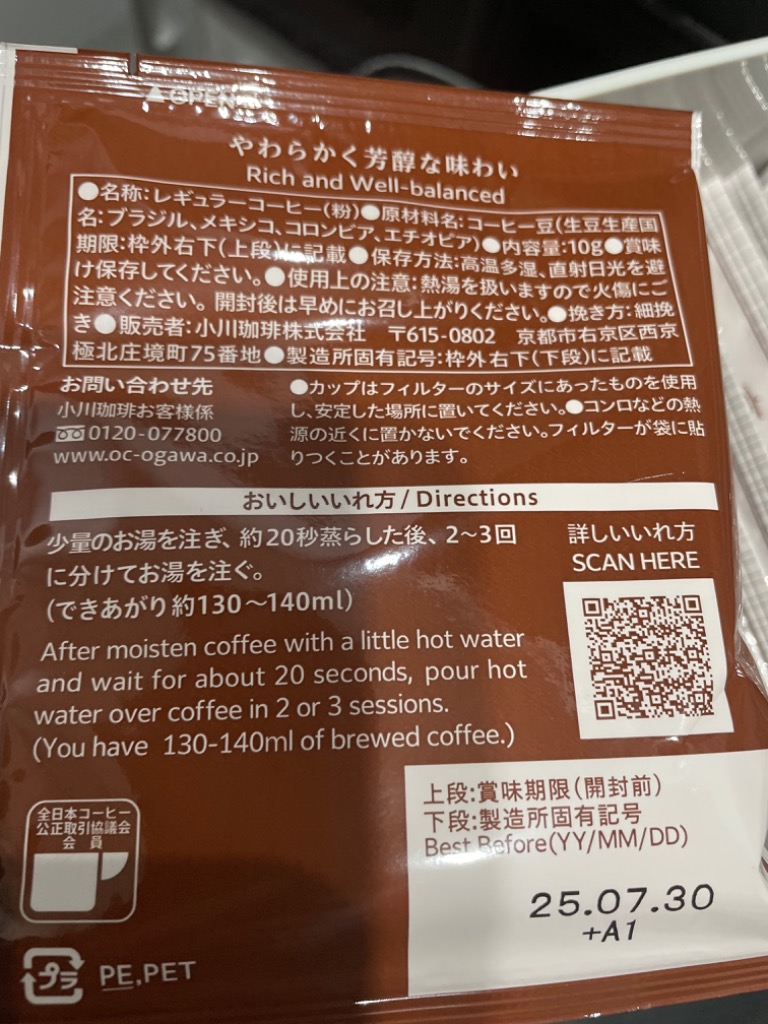 ▲OPEN
やわらかく芳醇な味わい
Rich and Well-balanced
●名称:レギュラーコーヒー(粉)●原材料名:コーヒー豆(生豆生産国
名:ブラジル、メキシコ、コロンビア、エチオピア)●内容量:10g●賞味
期限:枠外右下(上段)に記載●保存方法:高温多湿、直射日光を避
け保存してください。●使用上の注意:熱湯を扱いますので火傷にご
注意ください。開封後は早めにお召し上がりください。●挽き方:細挽
き●販売者:小川珈琲株式会社 〒615-0802 京都市右京区西京
極北庄境町75番地●製造所固有記号:枠外右下(下段)に記載
お問い合わせ先
小川珈琲お客様係
0120-077800
www.oc-ogawa.co.jp
●カップはフィルターのサイズにあったものを使用
し、安定した場所に置いてください。●コンロなどの熱
源の近くに置かないでください。フィルターが袋に貼
りつくことがあります。
おいしいいれ方/Directions
少量のお湯を注ぎ、約20秒蒸らした後、2~3回
に分けてお湯を注ぐ。
(できあがり約130~140ml)
After moisten coffee with a little hot water
and wait for about 20 seconds, pour hot
water over coffee in 2 or 3 sessions.
(You have 130-140ml of brewed coffee.)
詳しいいれ方
SCAN HERE
上段:賞味期限(開封前)
下段:製造所固有記号
Best Before(YY/MM/DD)
25.07.30
+A1
全日本コーヒー
公正取引協議会
会員
プラ PE,PET